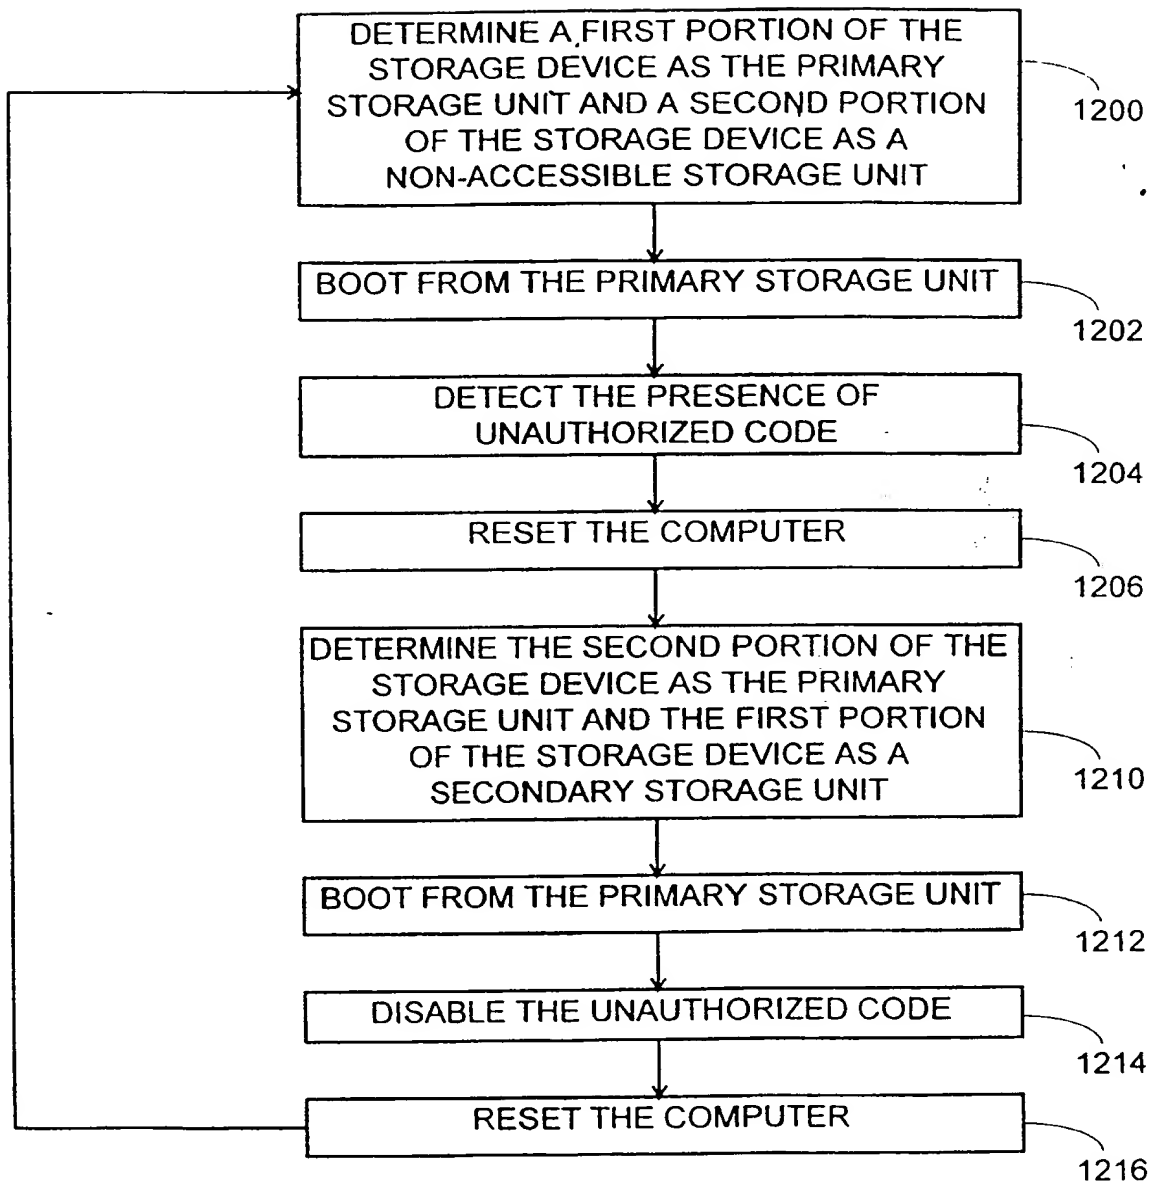 DETERMINE A FIRST PORTION OF THE
STORAGE DEVICE AS THE PRIMARY
STORAGE UNIT AND A SECOND PORTION
OF THE STORAGE DEVICE AS A
NON-ACCESSIBLE STORAGE UNIT
1200
BOOT FROM THE PRIMARY STORAGE UNIT
1202
DETECT THE PRESENCE OF
UNAUTHORIZED CODE
1204
RESET THE COMPUTER
1206
DETERMINE THE SECOND PORTION OF THE
STORAGE DEVICE AS THE PRIMARY
STORAGE UNIT AND THE FIRST PORTION
OF THE STORAGE DEVICE AS A
SECONDARY STORAGE UNIT
1210
BOOT FROM THE PRIMARY STORAGE UNIT
1212
DISABLE THE UNAUTHORIZED CODE
1214
RESET THE COMPUTER
1216